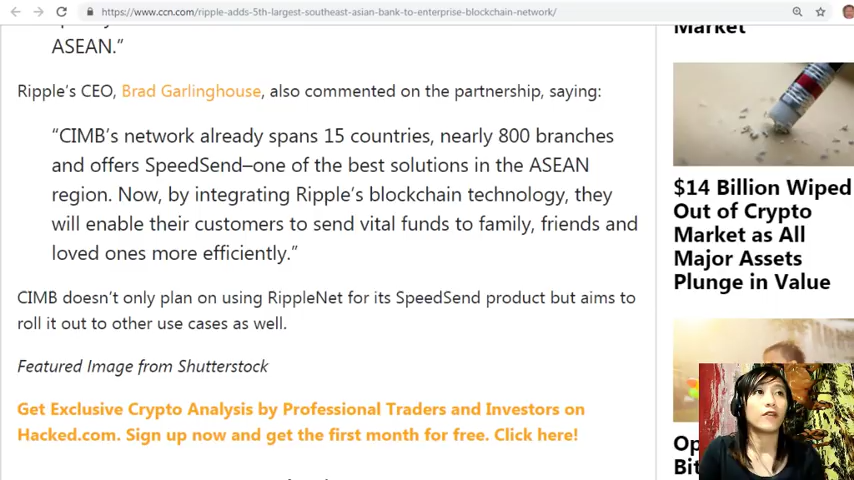 https://www.ccn.com/ripple-adds-5th-largest-southeast-asian-bank-to-enterprise-blockchain-network/
ASEAN.”
Ripple’s CEO, Brad Garlinghouse, also commented on the partnership, saying:
“CIMB’s network already spans 15 countries, nearly 800 branches
and offers SpeedSend–one of the best solutions in the ASEAN
region. Now, by integrating Ripple’s blockchain technology, they
will enable their customers to send vital funds to family, friends and
loved ones more efficiently.”
CIMB doesn’t only plan on using RippleNet for its SpeedSend product but aims to
roll it out to other use cases as well.
Featured Image from Shutterstock
Get Exclusive Crypto Analysis by Professional Traders and Investors on
Hacked.com. Sign up now and get the first month for free. Click here!
Market
$14 Billion Wiped
Out of Crypto
Market as All
Major Assets
Plunge in Value